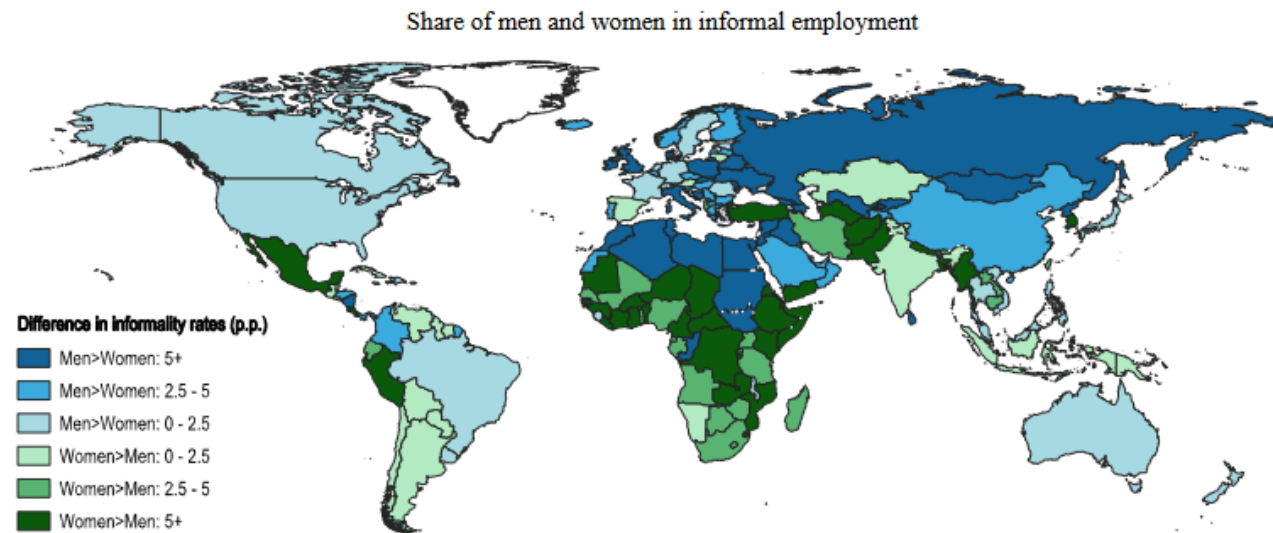 Share of men and women in informal employment
Difference in informality rates (p.p.)
Men>Women: 5+
Men>Women: 2.5 - 5
Men>Women: 0 - 2.5
Women>Men: 0 - 2.5
Women>Men: 2.5 - 5
Women>Men: 5+